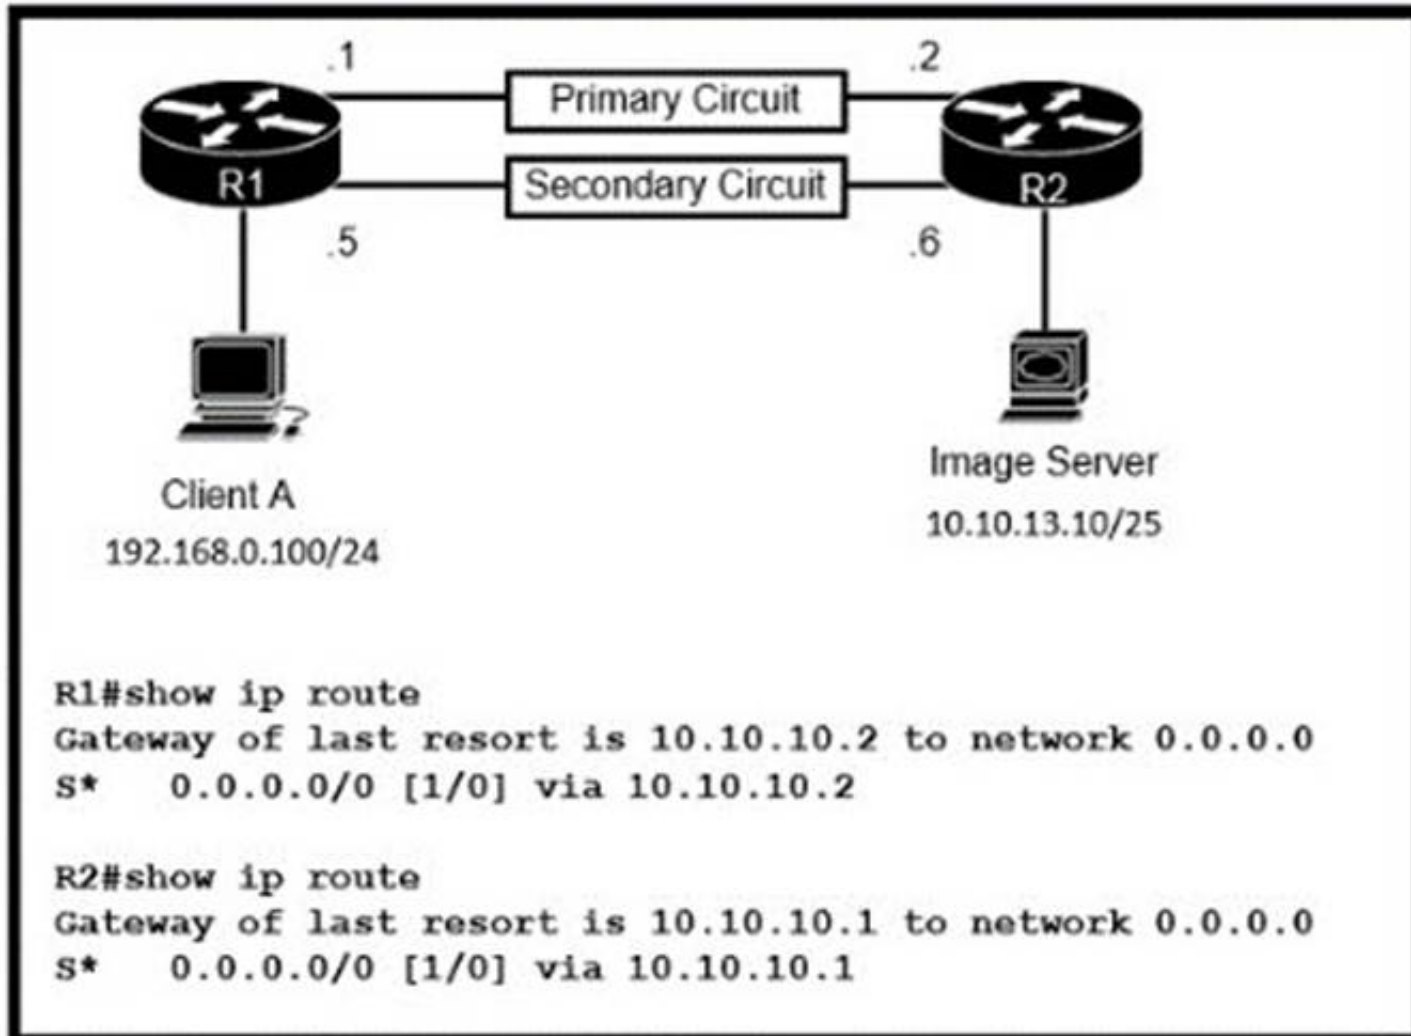 .1
Primary Circuit
.2
R1
Secondary Circuit
R2
.5
.6
Client A
192.168.0.100/24
Image Server
10.10.13.10/25
R1#show ip route
Gateway of last resort is 10.10.10.2 to network 0.0.0.0
S* 0.0.0.0/0 [1/0] via 10.10.10.2
R2#show ip route
Gateway of last resort is 10.10.10.1 to network 0.0.0.0
S* 0.0.0.0/0 [1/0] via 10.10.10.1